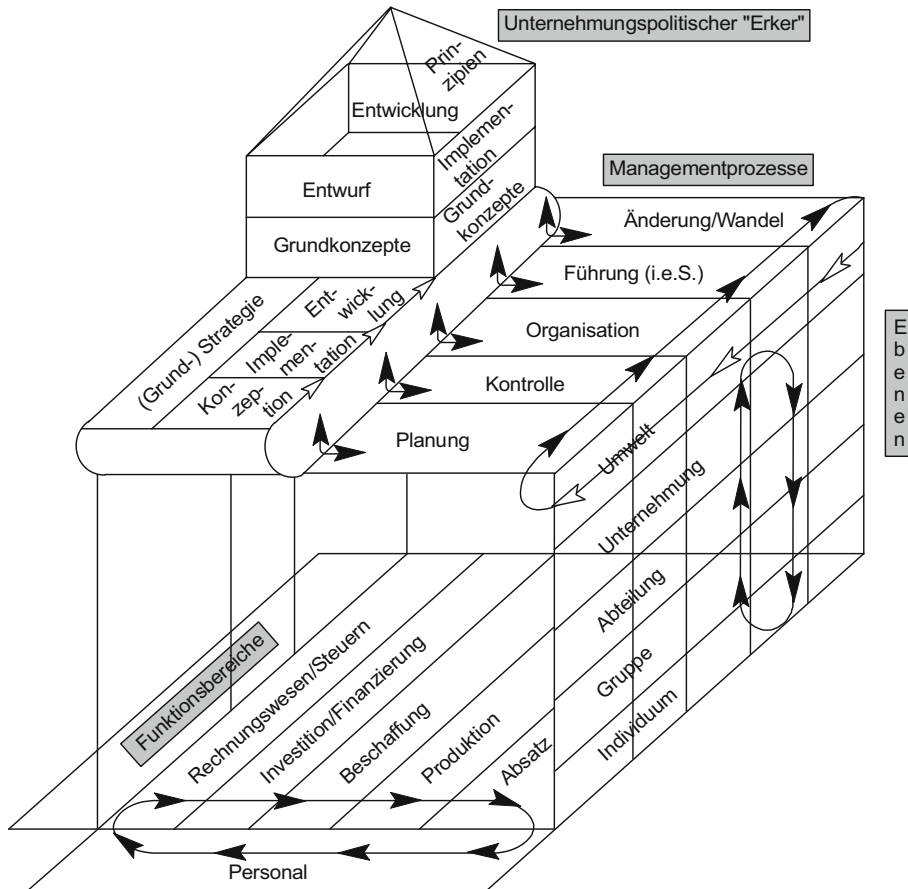 Unternehmungspolitischer "Erker"
Prin-
zipien
Entwicklung
Implemen-
tation
Entwurf
Grund-
konzepte
Grundkonzepte
Managementprozesse
Änderung/Wandel
Führung (i.e.S.)
Organisation
Kontrolle
Planung
(Grund-) Strategie
Ent-
wick-
lung
Imple-
men-
tation
Kon-
zep-
tion
E
b
e
n
e
n
Umwelt
Unternehmung
Abteilung
Gruppe
Individuum
Funktionsbereiche
Rechnungswesen/Steuern
Investition/Finanzierung
Beschaffung
Produktion
Absatz
Personal